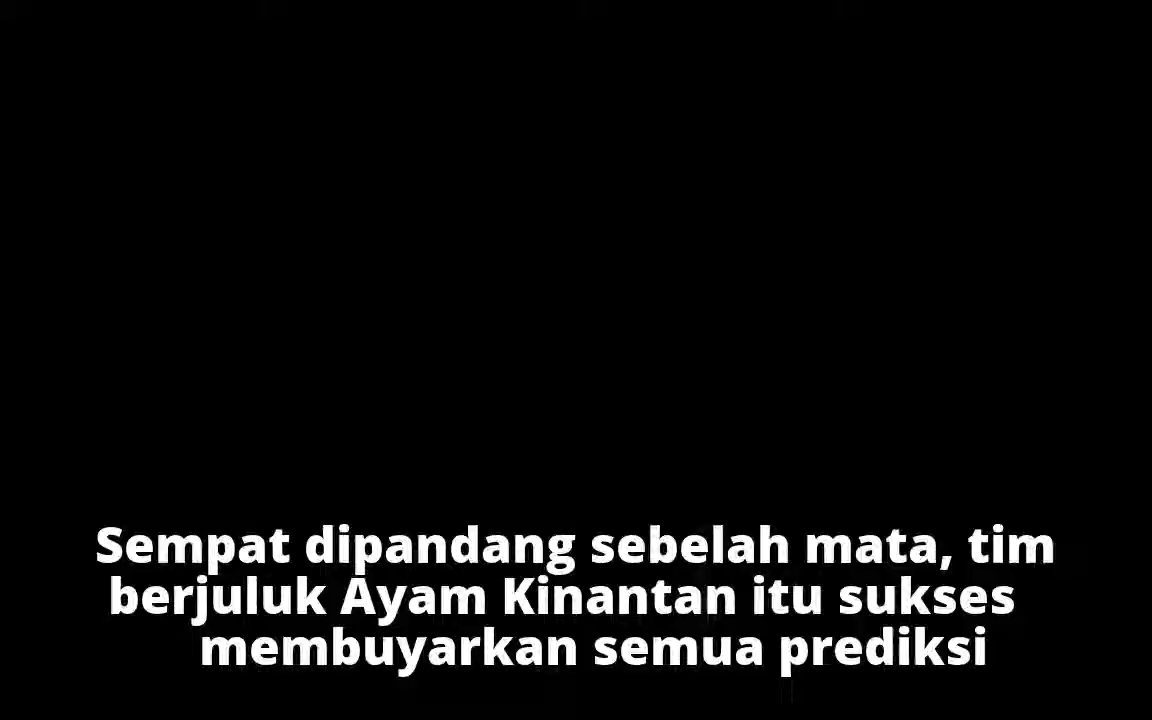 Sempat dipandang sebelah mata, tim
berjuluk Ayam Kinantan itu sukses
membuyarkan semua prediksi